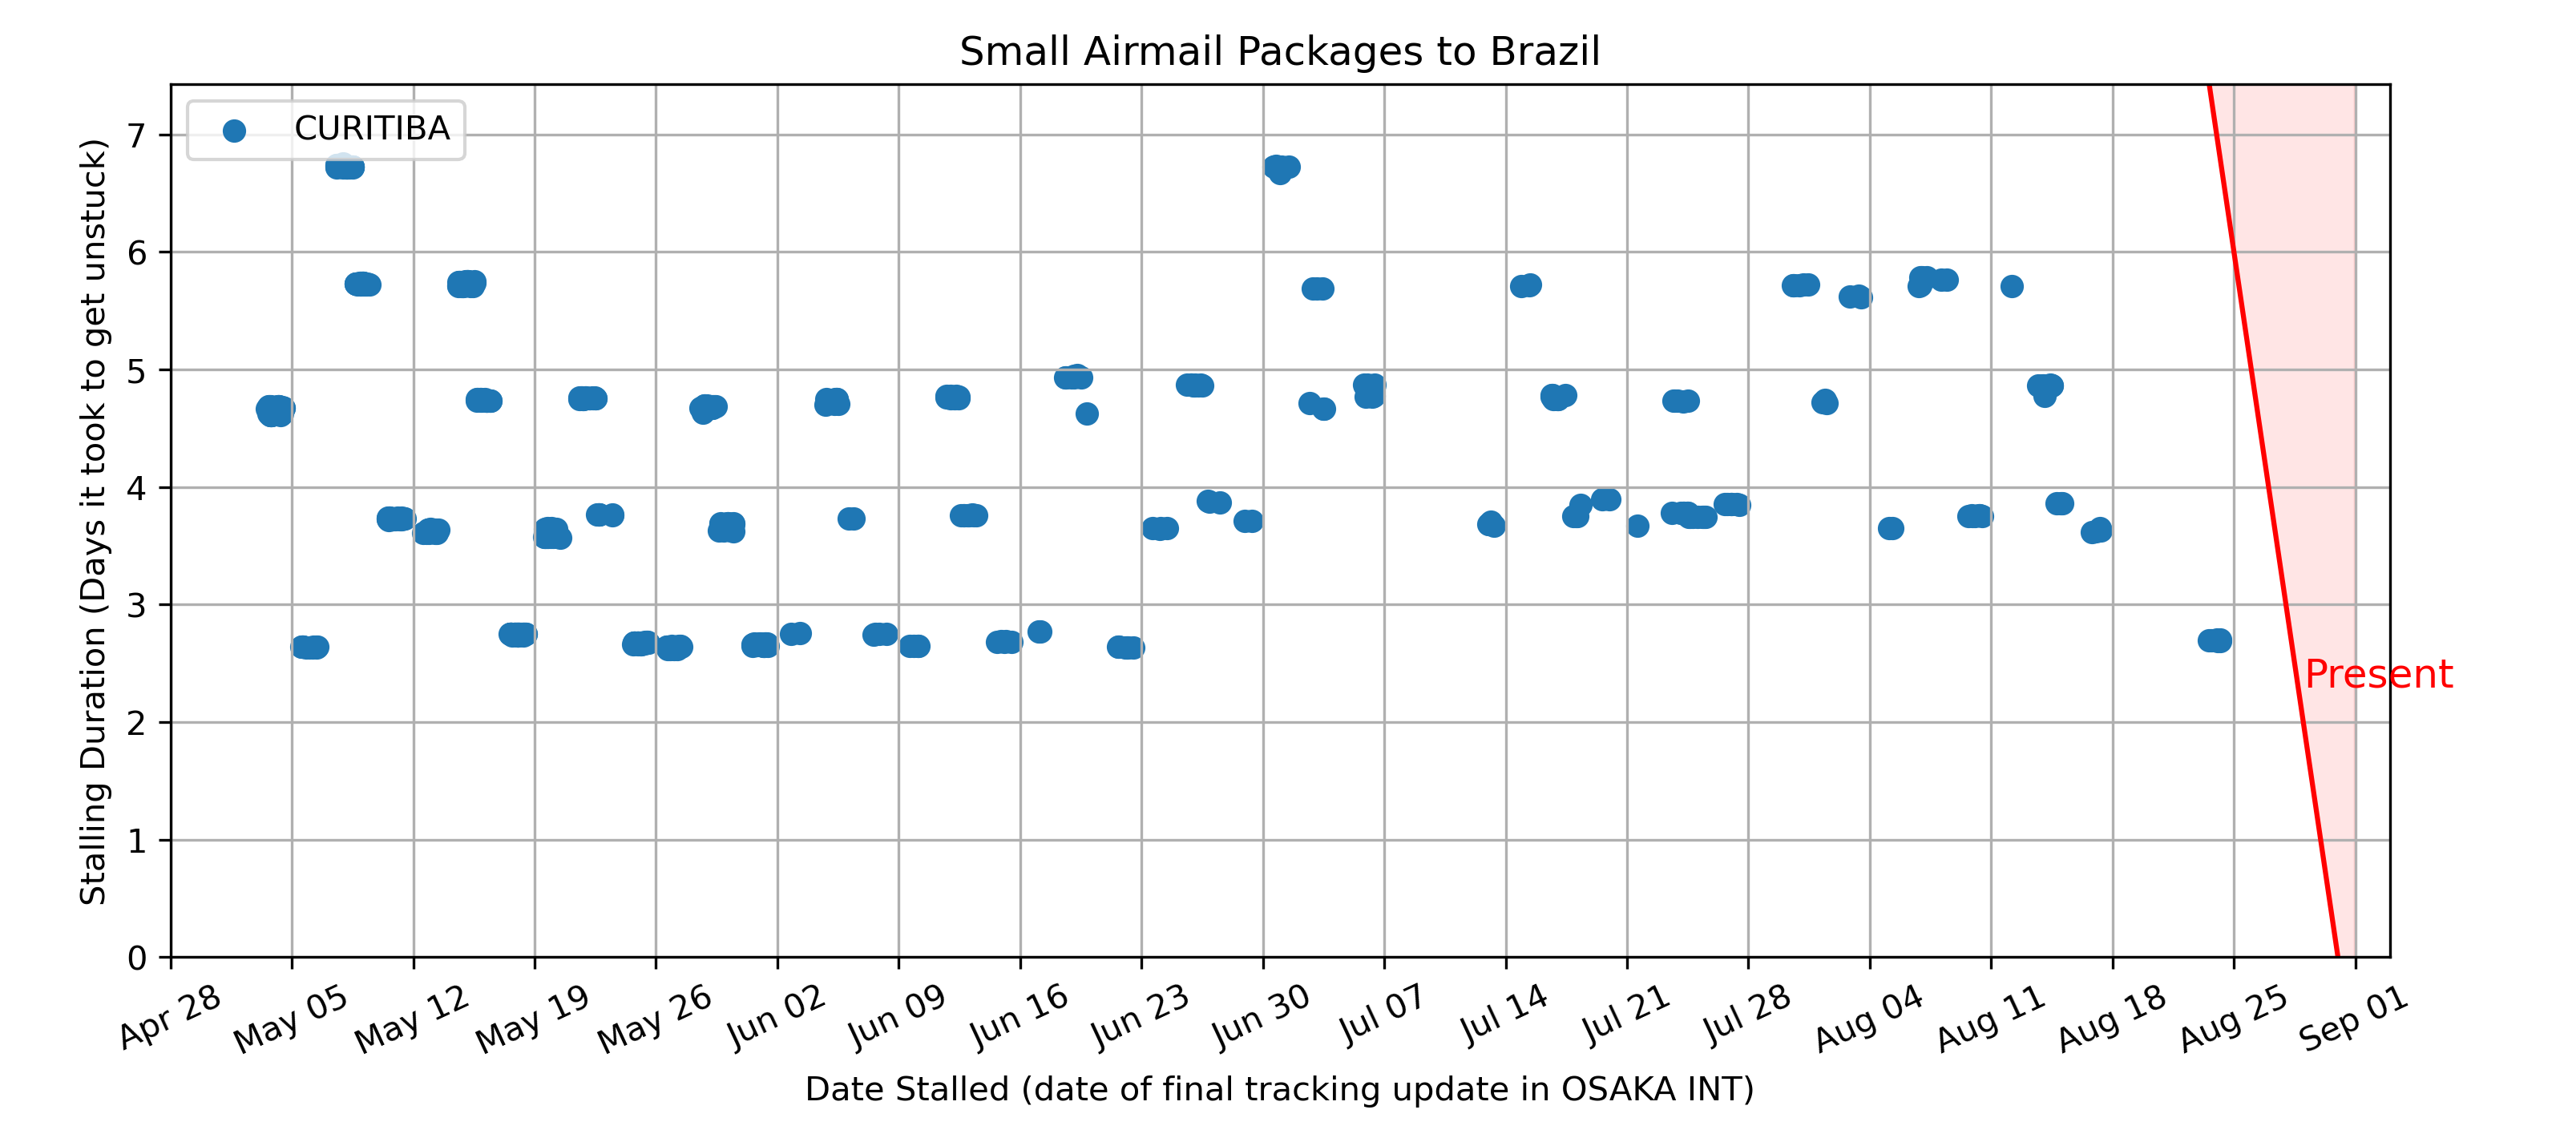 Small Airmail Packages to Brazil
CURITIBA
Stalling Duration (Days it took to get unstuck)
7
6
5
4
3
2
1
0
Present
Apr 28
May 05
May 12
May 19
May 26
Jun 02
Jun 09
Jun 16
Jun 23
Jun 30
Jul 07
Jul 14
Jul 21
Jul 28
Aug 04
Aug 11
Aug 18
Aug 25
Sep 01
Date Stalled (date of final tracking update in OSAKA INT)